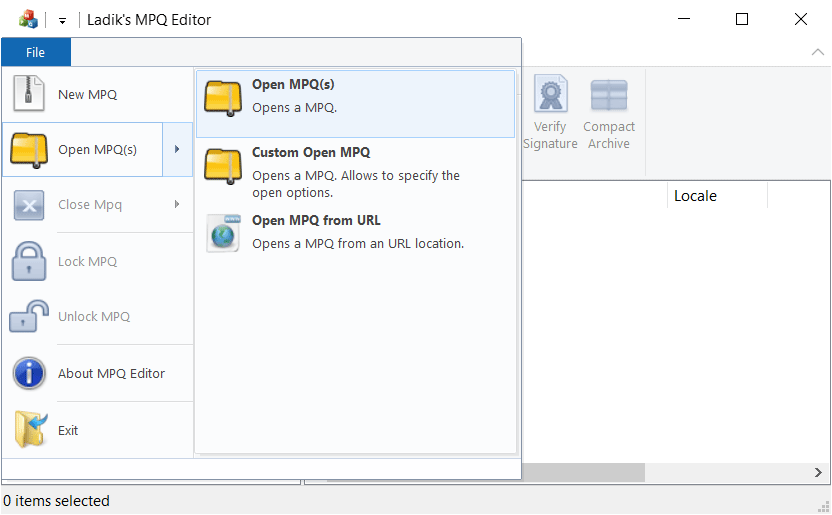 Ladik's MPQ Editor
File
New MPQ
Open MPQ(s)
Close Mpq
Lock MPQ
Unlock MPQ
About MPQ Editor
Exit
Open MPQ(s)
Opens a MPQ.
Custom Open MPQ
Opens a MPQ. Allows to specify the
open options.
Open MPQ from URL
Opens a MPQ from an URL location.
Verify
Signature
Compact
Archive
Locale
0 items selected